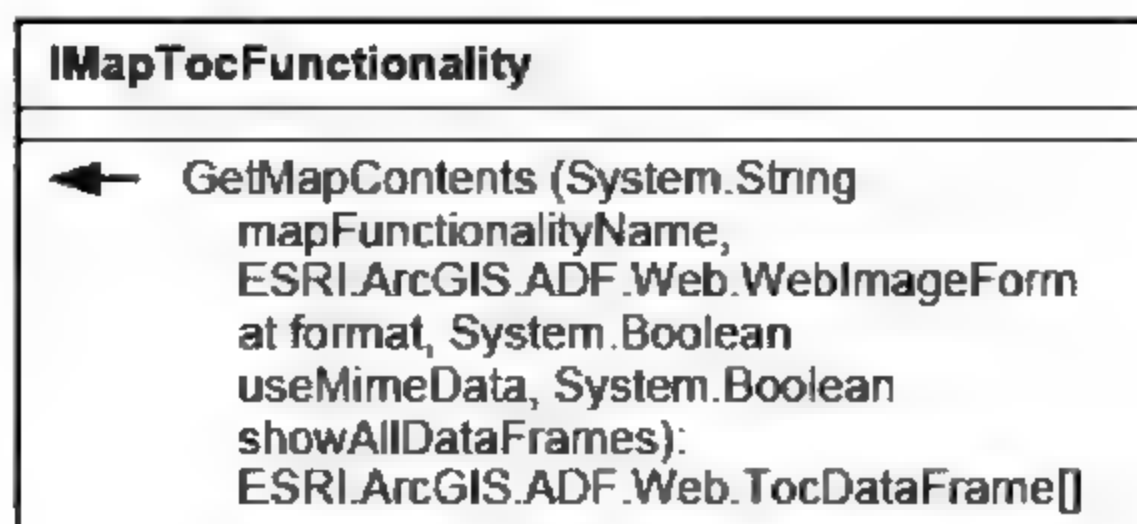 IMapTocFunctionality
GetMapContents (System.String
mapFunctionalityName,
ESRI.ArcGIS.ADF.Web.WebImageForm
at format, System.Boolean
useMimeData, System.Boolean
showAllDataFrames):
ESRI.ArcGIS.ADF.Web.TocDataFrame[]